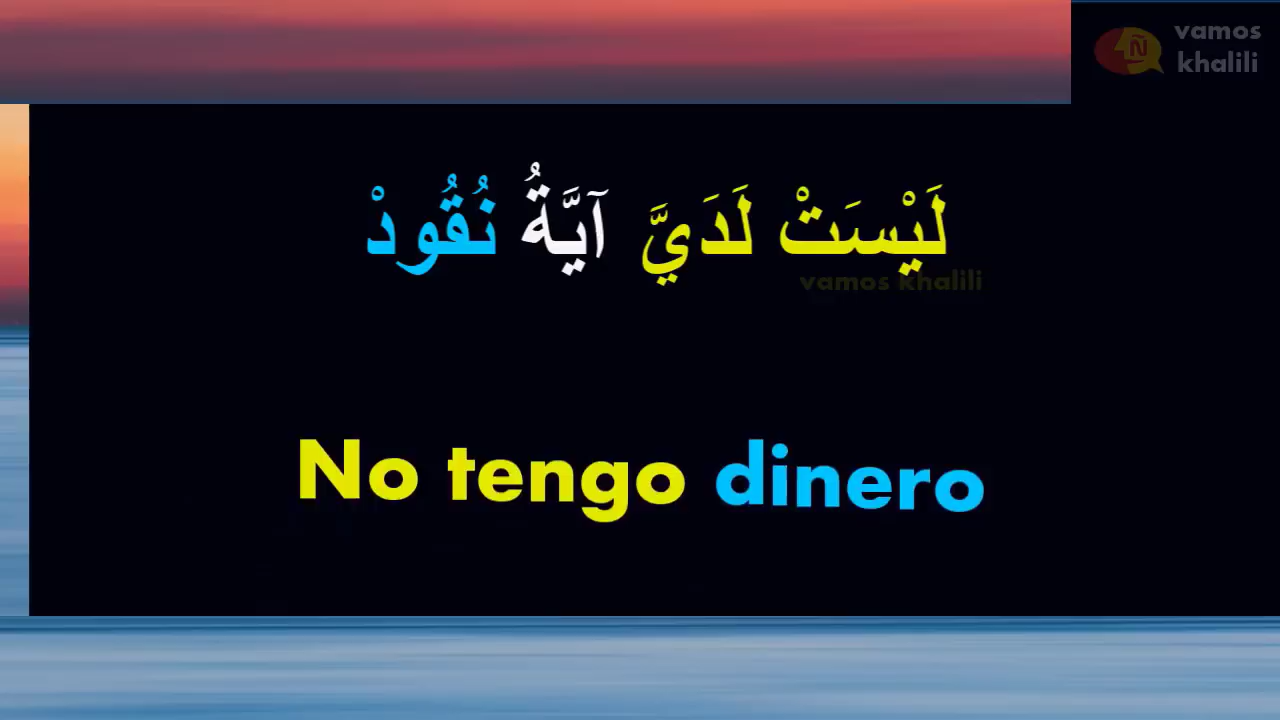 vamos
khalili
لَيْسَتْ لَدَيَّ آيَّةُ نُقُودْ
vamos khalili
No tengo dinero